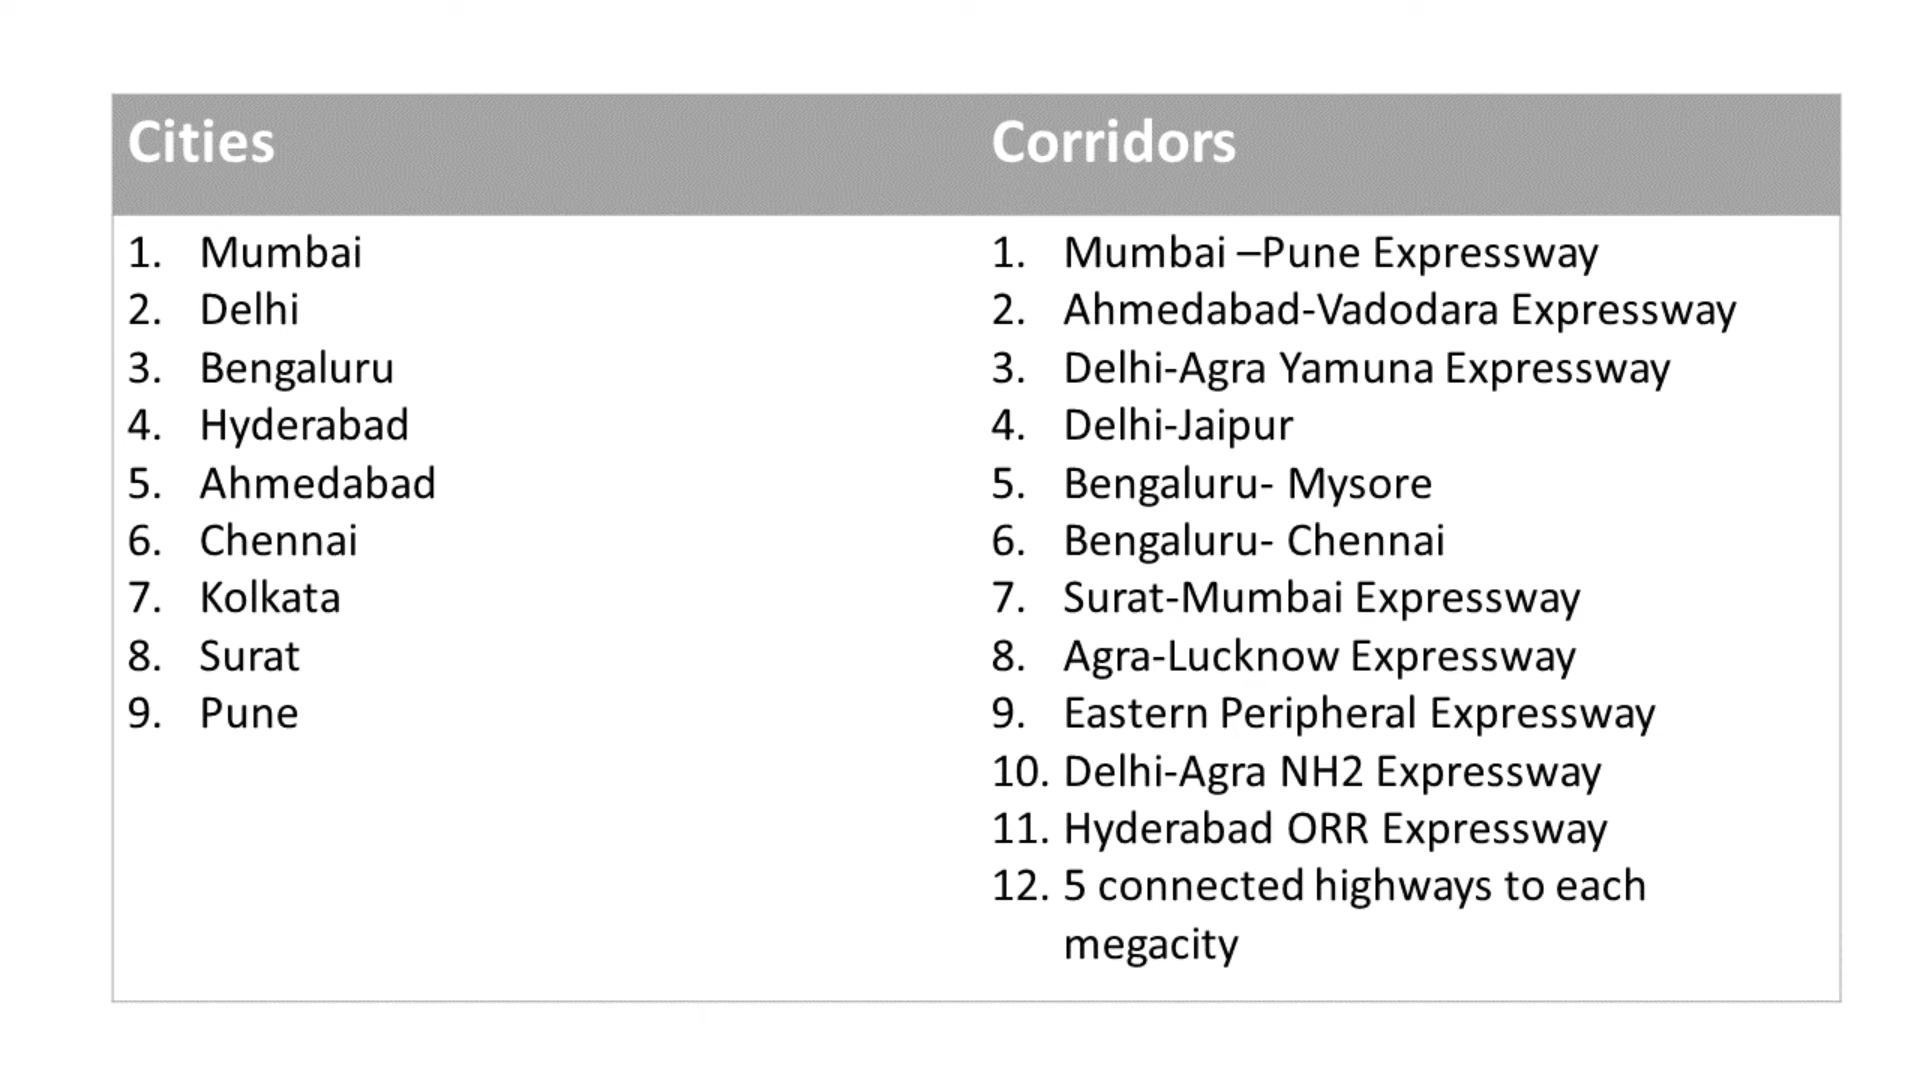 Cities
Corridors
1. Mumbai
2. Delhi
3. Bengaluru
4. Hyderabad
5. Ahmedabad
6. Chennai
7. Kolkata
8. Surat
9. Pune
1. Mumbai –Pune Expressway
2. Ahmedabad-Vadodara Expressway
3. Delhi-Agra Yamuna Expressway
4. Delhi-Jaipur
5. Bengaluru- Mysore
6. Bengaluru- Chennai
7. Surat-Mumbai Expressway
8. Agra-Lucknow Expressway
9. Eastern Peripheral Expressway
10. Delhi-Agra NH2 Expressway
11. Hyderabad ORR Expressway
12. 5 connected highways to each
megacity